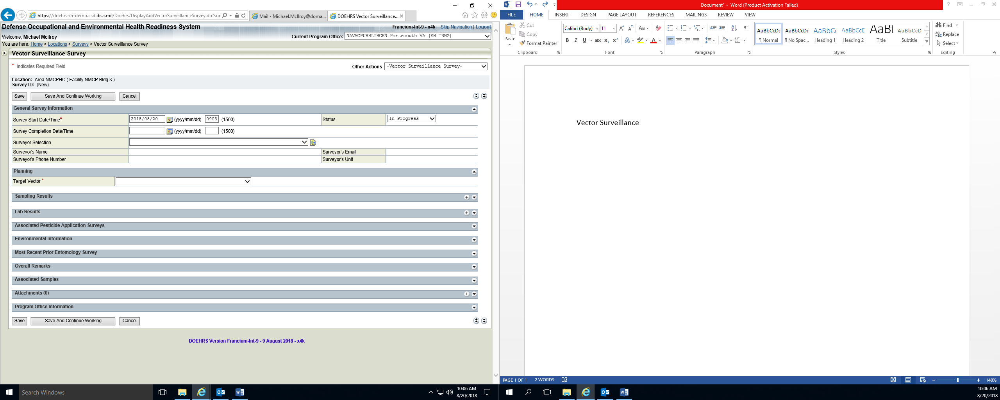 https://doehrs-ih-demo.csd.disa.mil/Doehrs/DisplayAddVectorSurveillanceSurvey.do?sur
Mail - Michael.McIlroy@doma...
DOEHRS Vector Surveillance...
Defense Occupational and Environmental Health Readiness System
Francium-Int-9 - x4k Skip Navigation | Logout
Welcome, Michael McIlroy
Current Program Office: NAVMCPUBHLTHCEN Portsmouth VA (EH TRNG)
You are here: Home > Locations > Surveys > Vector Surveillance Survey
Vector Surveillance Survey
* Indicates Required Field
Other Actions -Vector Surveillance Survey-
Location: Area NMCPHC ( Facility NMCP Bldg 3 )
Survey ID: (New)
Save Save And Continue Working Cancel
General Survey Information
Survey Start Date/Time* 2018/08/20 (yyyy/mm/dd) 0903 (1500) Status In Progress
Survey Completion Date/Time (yyyy/mm/dd) (1500)
Surveyor Selection
Surveyor's Name Surveyor's Email
Surveyor's Phone Number Surveyor's Unit
Planning
Target Vector *
Sampling Results
Lab Results
Associated Pesticide Application Surveys
Environmental Information
Most Recent Prior Entomology Survey
Overall Remarks
Associated Samples
Attachments (0)
Program Office Information
Save Save And Continue Working Cancel
DOEHRS Version Francium-Int-9 - 9 August 2018 - x4k
Search Windows
10:06 AM
8/20/2018
Document1 - Word (Product Activation Failed)
FILE HOME INSERT DESIGN PAGE LAYOUT REFERENCES MAILINGS REVIEW VIEW
Paste
Cut
Copy
Format Painter
Clipboard
Calibri (Body) 11
Aa
B I U abc x₂ x²
A A
Font
Paragraph
AaBbCcDc AaBbCcDc AaBbC( AaBbCcC AaBI AaBbCcD
¶ Normal ¶ No Spac... Heading 1 Heading 2 Title Subtitle
Styles
Find
Replace
Select
Editing
Vector Surveillance
PAGE 1 OF 1 2 WORDS
140%
10:06 AM
8/20/2018